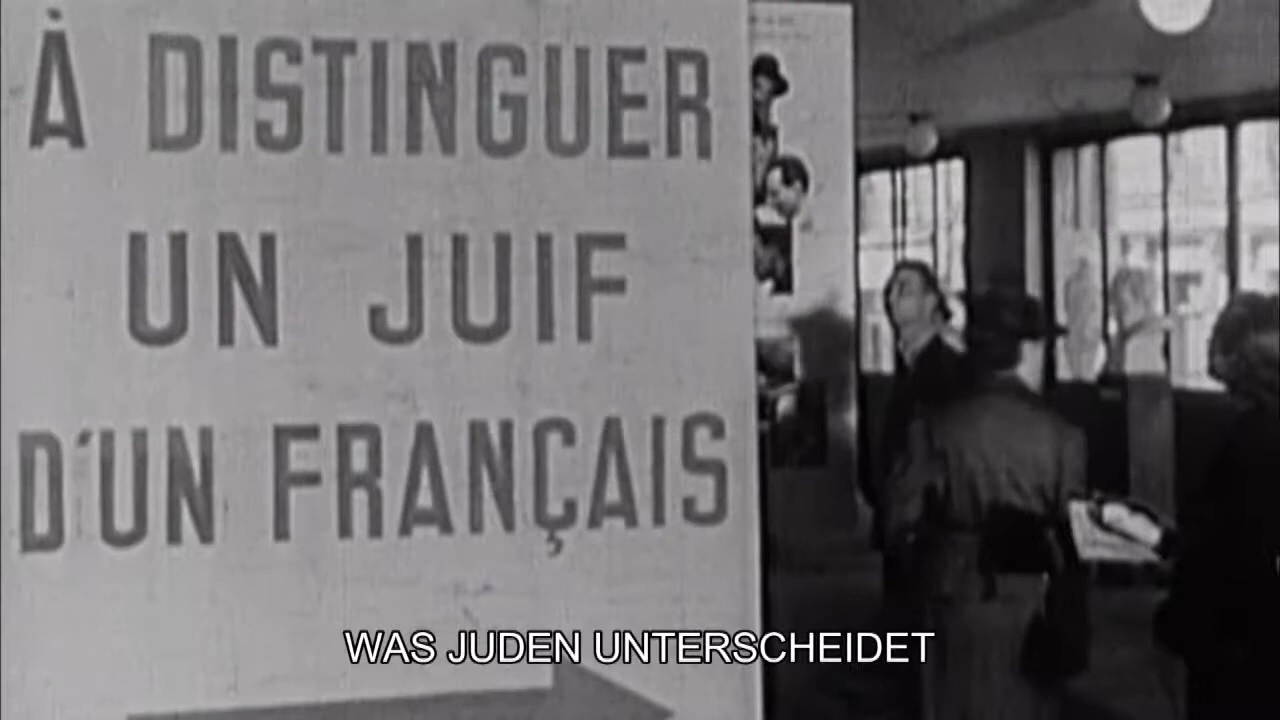 À DISTINGUER
UN JUIF
D'UN FRANÇAIS
WAS JUDEN UNTERSCHEIDET